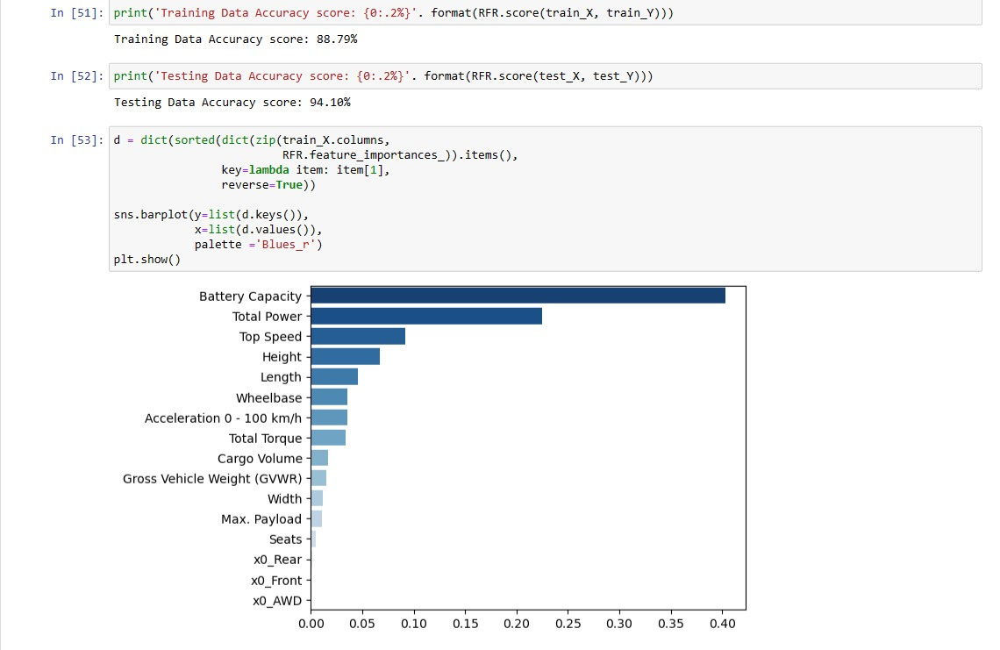 In [51]: print('Training Data Accuracy score: {0:.2%}'. format(RFR.score(train_X, train_Y)))
Training Data Accuracy score: 88.79%
In [52]: print('Testing Data Accuracy score: {0:.2%}'. format(RFR.score(test_X, test_Y)))
Testing Data Accuracy score: 94.10%
In [53]: d = dict(sorted(dict(zip(train_X.columns,
RFR.feature_importances_)).items(),
key=lambda item: item[1],
reverse=True))
sns.barplot(y=list(d.keys()),
x=list(d.values()),
palette ='Blues_r')
plt.show()
Battery Capacity
Total Power
Top Speed
Height
Length
Wheelbase
Acceleration 0 - 100 km/h
Total Torque
Cargo Volume
Gross Vehicle Weight (GVWR)
Width
Max. Payload
Seats
x0_Rear
x0_Front
x0_AWD
0.00 0.05 0.10 0.15 0.20 0.25 0.30 0.35 0.40